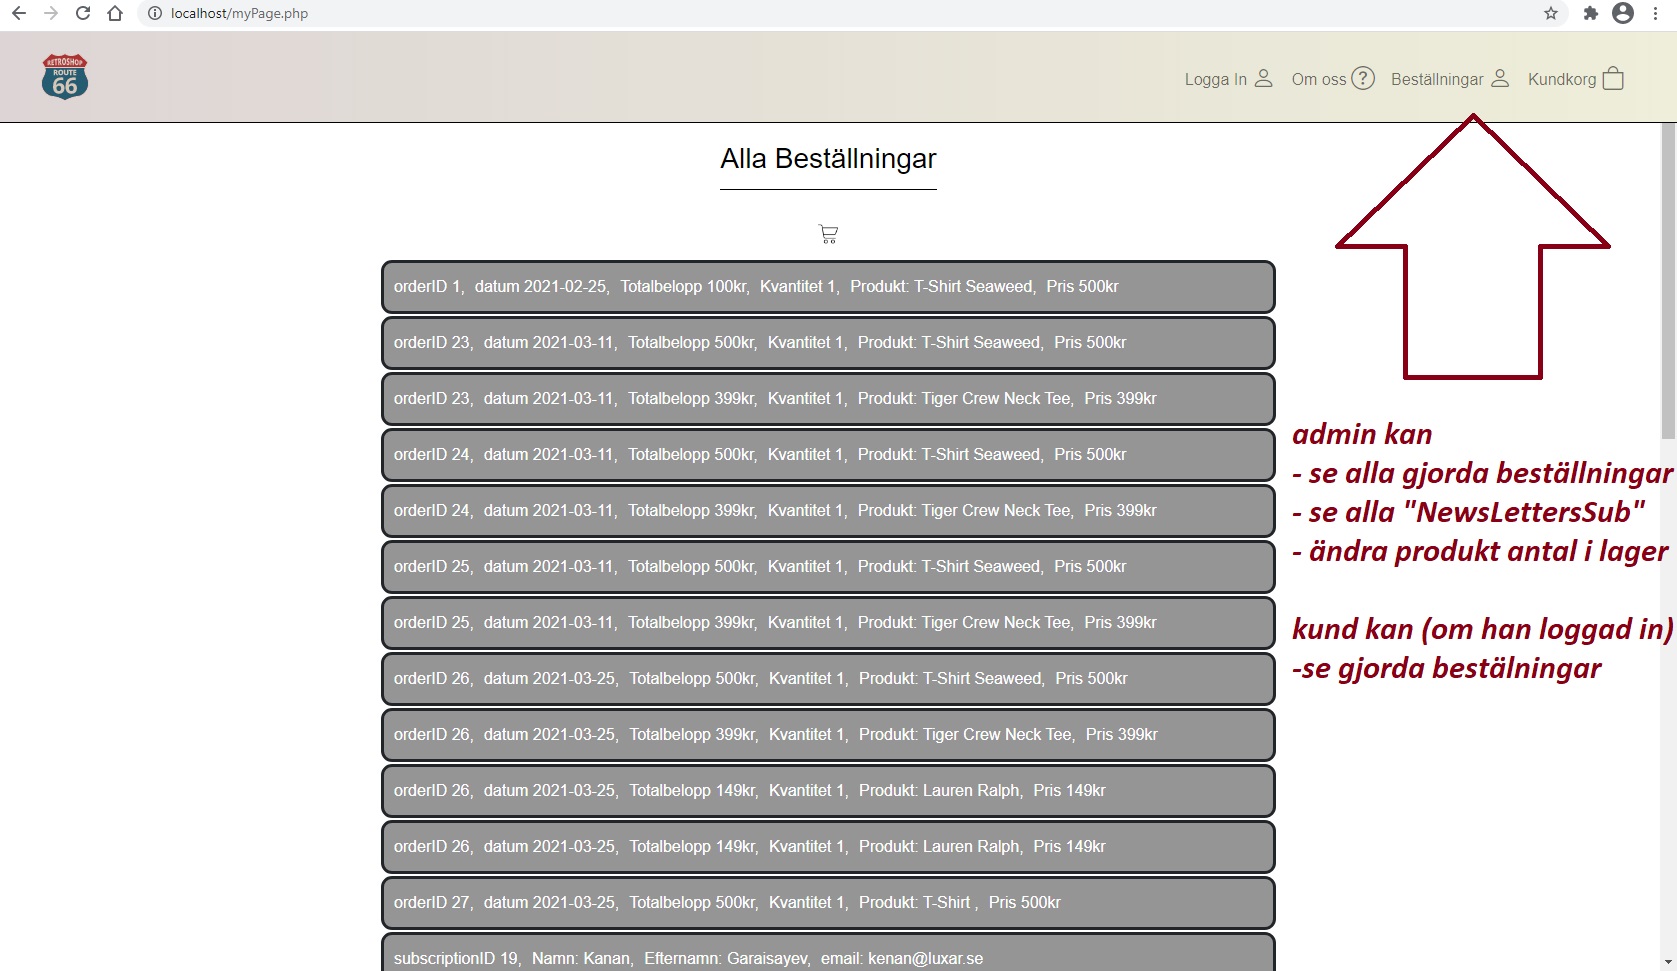 localhost/myPage.php
RETROSHOP
ROUTE
66
Logga In
Om oss
?
Beställningar
Kundkorg
Alla Beställningar
orderID 1, datum 2021-02-25, Totalbelopp 100kr, Kvantitet 1, Produkt: T-Shirt Seaweed, Pris 500kr
orderID 23, datum 2021-03-11, Totalbelopp 500kr, Kvantitet 1, Produkt: T-Shirt Seaweed, Pris 500kr
orderID 23, datum 2021-03-11, Totalbelopp 399kr, Kvantitet 1, Produkt: Tiger Crew Neck Tee, Pris 399kr
orderID 24, datum 2021-03-11, Totalbelopp 500kr, Kvantitet 1, Produkt: T-Shirt Seaweed, Pris 500kr
orderID 24, datum 2021-03-11, Totalbelopp 399kr, Kvantitet 1, Produkt: Tiger Crew Neck Tee, Pris 399kr
orderID 25, datum 2021-03-11, Totalbelopp 500kr, Kvantitet 1, Produkt: T-Shirt Seaweed, Pris 500kr
orderID 25, datum 2021-03-11, Totalbelopp 399kr, Kvantitet 1, Produkt: Tiger Crew Neck Tee, Pris 399kr
orderID 26, datum 2021-03-25, Totalbelopp 500kr, Kvantitet 1, Produkt: T-Shirt Seaweed, Pris 500kr
orderID 26, datum 2021-03-25, Totalbelopp 399kr, Kvantitet 1, Produkt: Tiger Crew Neck Tee, Pris 399kr
orderID 26, datum 2021-03-25, Totalbelopp 149kr, Kvantitet 1, Produkt: Lauren Ralph, Pris 149kr
orderID 26, datum 2021-03-25, Totalbelopp 149kr, Kvantitet 1, Produkt: Lauren Ralph, Pris 149kr
orderID 27, datum 2021-03-25, Totalbelopp 500kr, Kvantitet 1, Produkt: T-Shirt , Pris 500kr
subscriptionID 19, Namn: Kanan, Efternamn: Garaisayev, email: kenan@luxar.se
admin kan
- se alla gjorda beställningar
- se alla "NewsLettersSub"
- ändra produkt antal i lager
kund kan (om han loggad in)
-se gjorda bestälningar